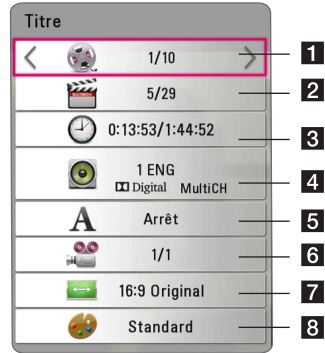 Titre
1/10 1
5/29 2
0:13:53/1:44:52 3
1 ENG
Digital MultiCH 4
A Arrêt 5
1/1 6
16:9 Original 7
Standard 8